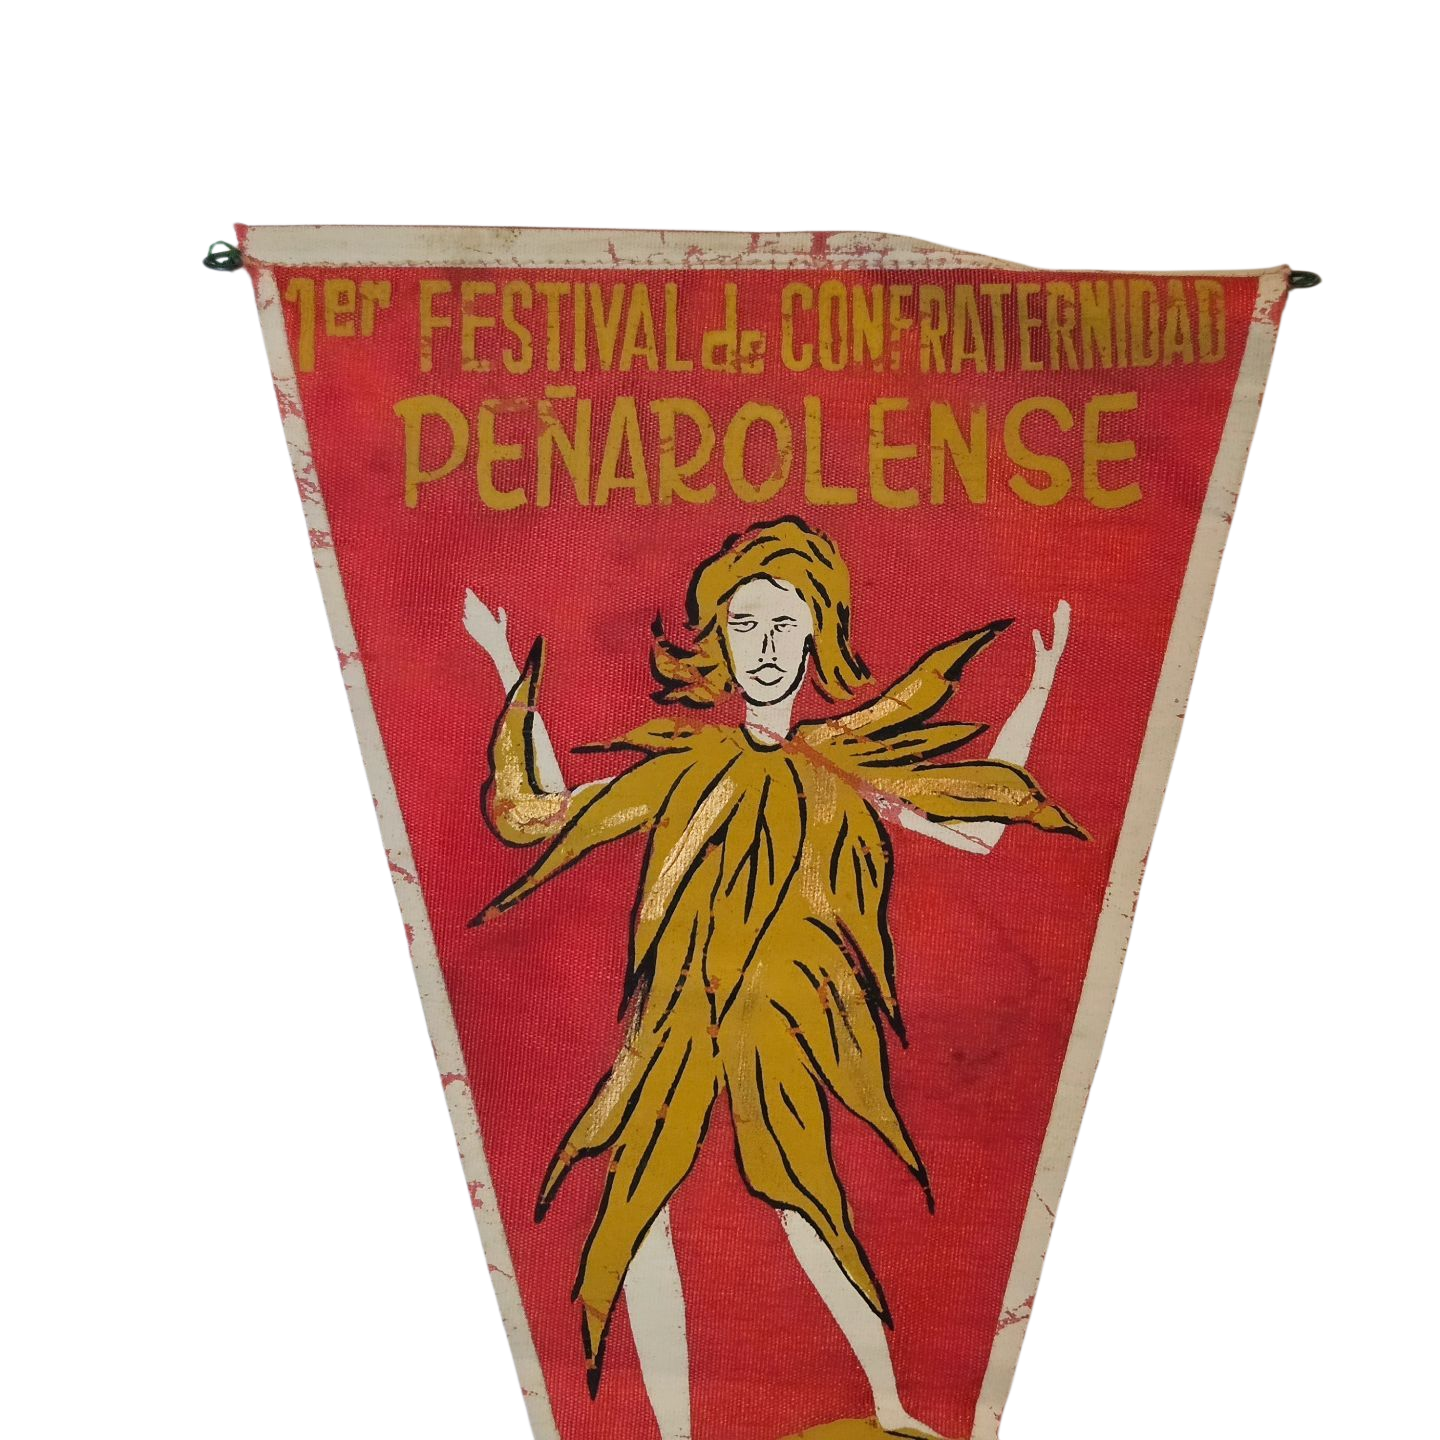 1er FESTIVAL de CONFRATERNIDAD
PEÑAROLENSE